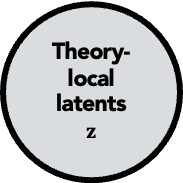 Theory-
local
latents
z